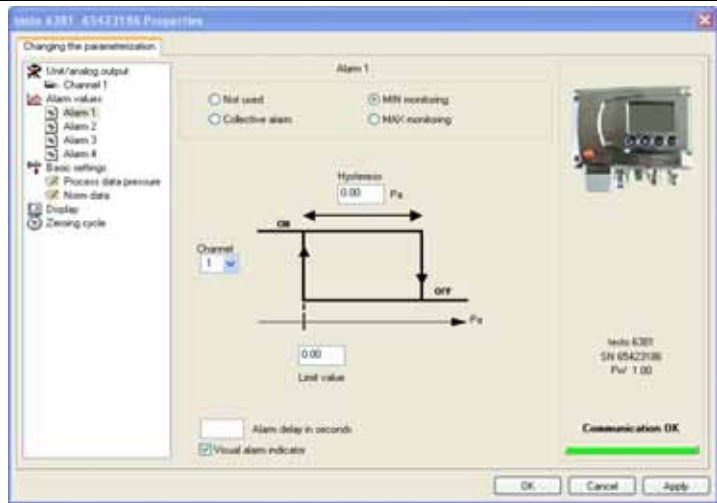 testo 6381 65423186 Properties
Changing the parameterization
Unit/analog output
Channel 1
Alarm values
Alarm 1
Alarm 2
Alarm 3
Alarm 4
Basic settings
Process data pressure
Norm data
Display
Zeroing cycle
Alarm 1
Not used
MIN monitoring
Collective alarm
MAX monitoring
Hysteresis
0.00 Pa
ON
Channel
1
OFF
Pa
0.00
Limit value
Alarm delay in seconds
Visual alarm indicator
testo 6381
SN 65423186
FW 1.00
Communication OK
OK
Cancel
Apply